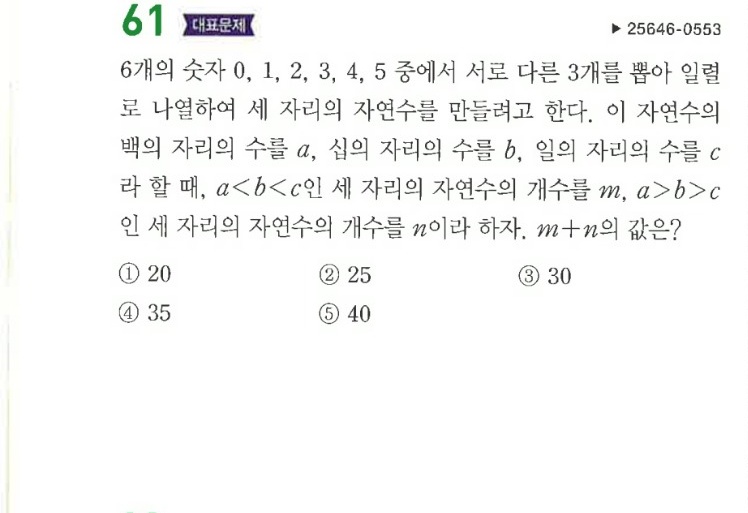 61 대표문제 ▶ 25646-0553
6개의 숫자 0, 1, 2, 3, 4, 5 중에서 서로 다른 3개를 뽑아 일렬
로 나열하여 세 자리의 자연수를 만들려고 한다. 이 자연수의
백의 자리의 수를 a, 십의 자리의 수를 b, 일의 자리의 수를 c
라 할 때, a<b<c인 세 자리의 자연수의 개수를 m, a>b>c
인 세 자리의 자연수의 개수를 n이라 하자. m+n의 값은?
① 20 ② 25 ③ 30
④ 35 ⑤ 40